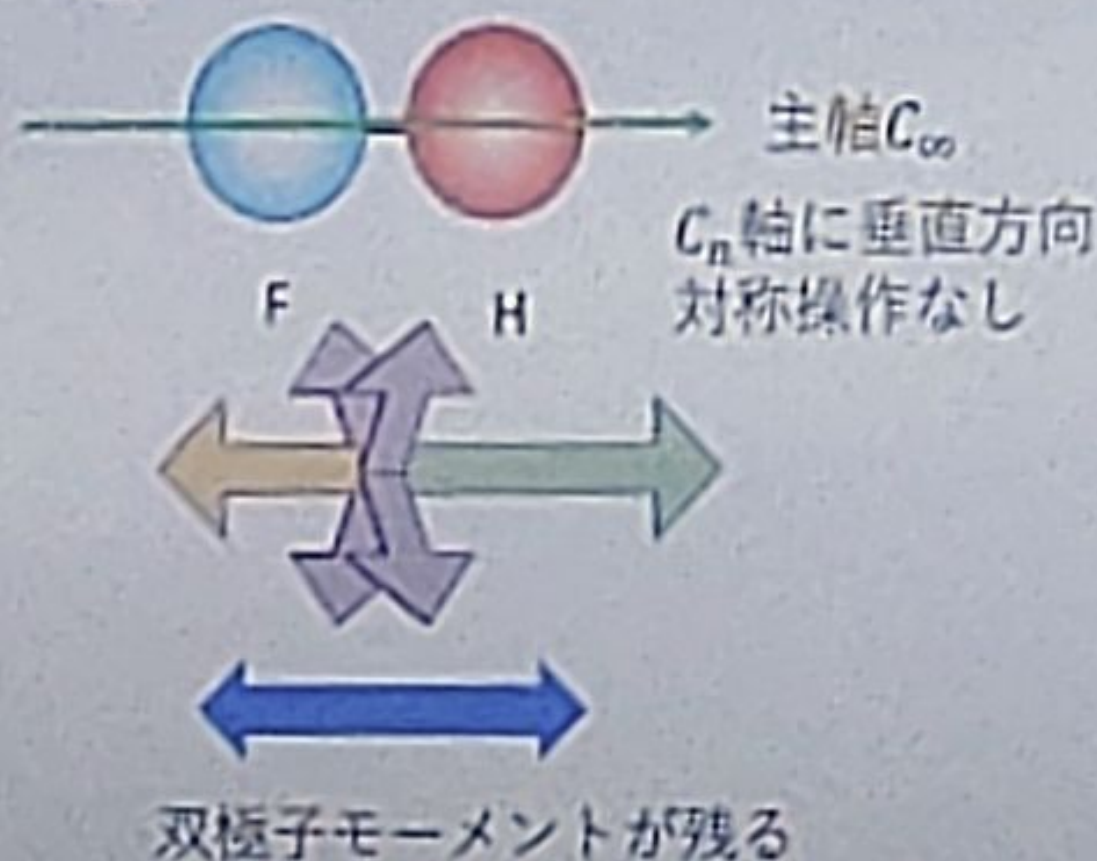 主軸C∞
Cn軸に垂直方向
対称操作なし
F
H
双極子モーメントが残る